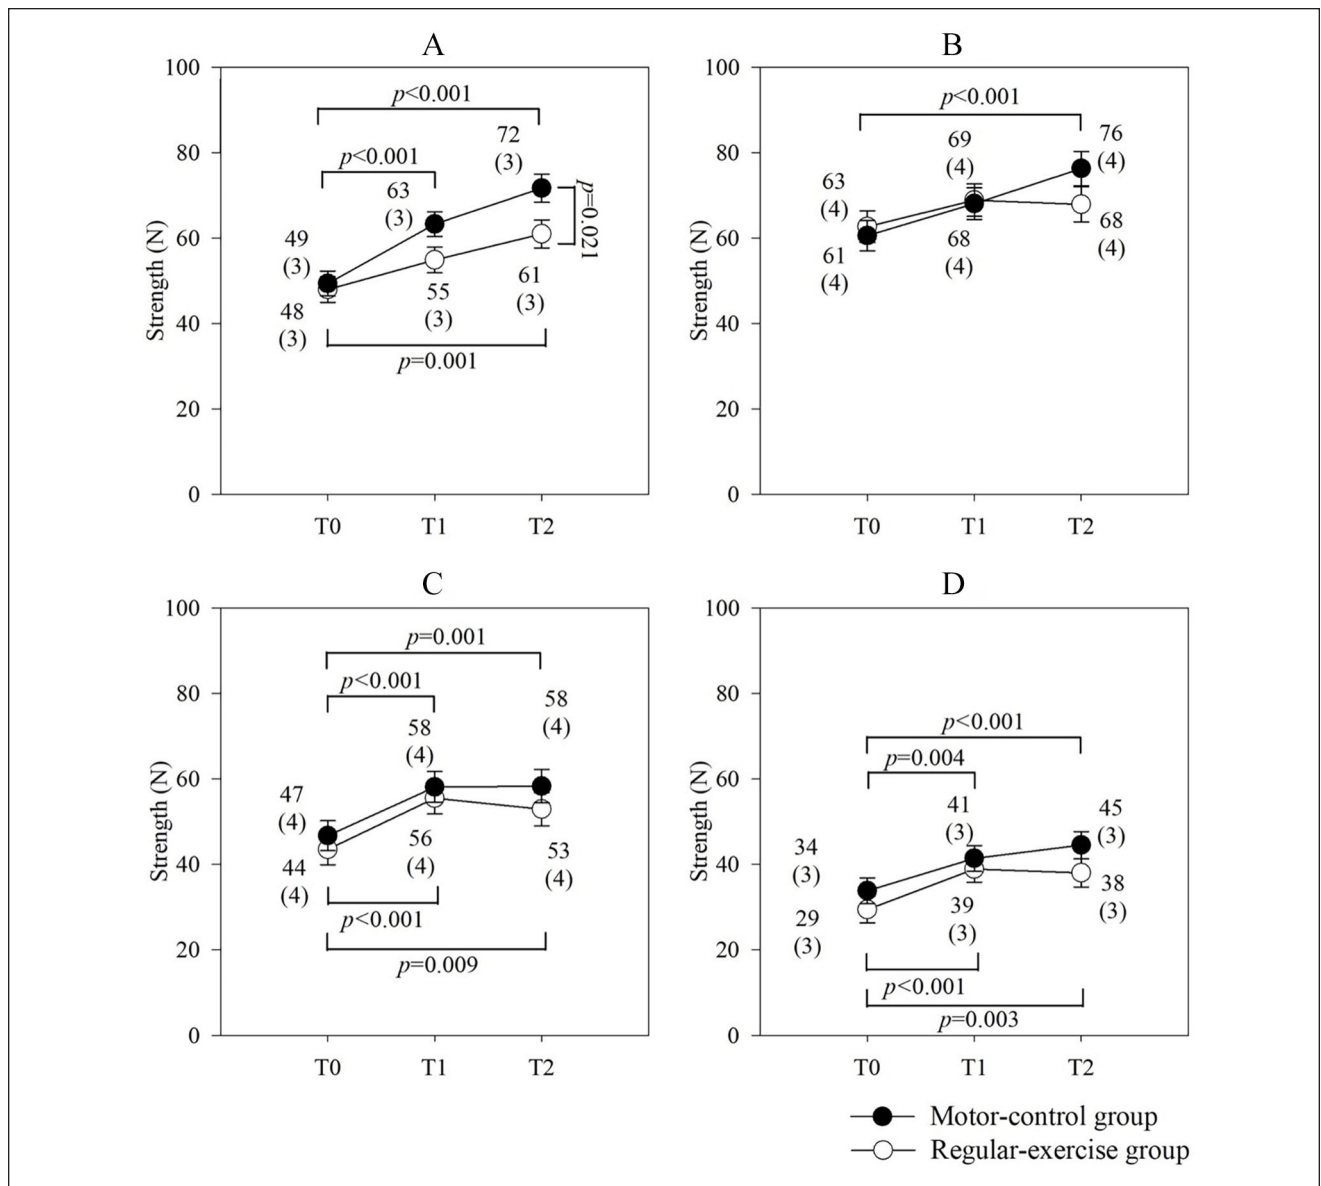 A
100
80
60
40
20
0
Strength (N)
p<0.001
p<0.001
72
(3)
63
(3)
49
(3)
p=0.021
48
(3)
55
(3)
61
(3)
p=0.001
T0 T1 T2
B
100
80
60
40
20
0
Strength (N)
p<0.001
69
(4)
76
(4)
63
(4)
61
(4)
68
(4)
68
(4)
T0 T1 T2
C
100
80
60
40
20
0
Strength (N)
p=0.001
p<0.001
58
(4)
58
(4)
47
(4)
44
(4)
56
(4)
53
(4)
p<0.001
p=0.009
T0 T1 T2
D
100
80
60
40
20
0
Strength (N)
p<0.001
p=0.004
41
(3)
45
(3)
34
(3)
29
(3)
39
(3)
38
(3)
p<0.001
p=0.003
T0 T1 T2
Motor-control group
Regular-exercise group